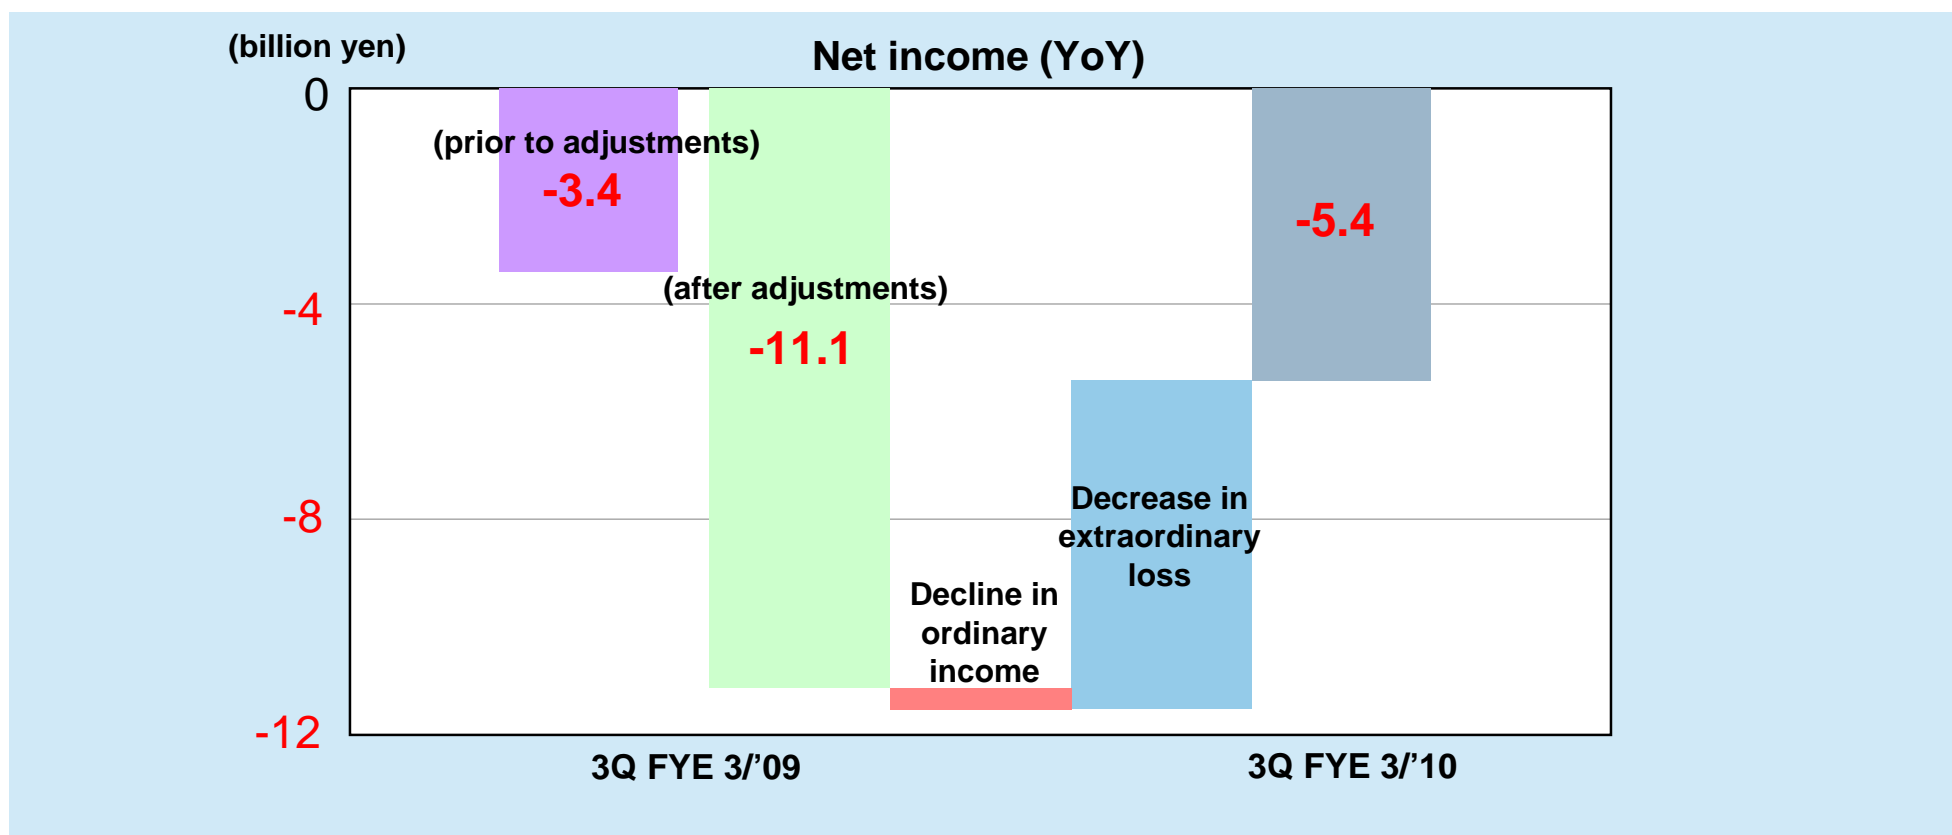 (billion yen)
Net income (YoY)
0
(prior to adjustments)
-3.4
-5.4
(after adjustments)
-4
-11.1
Decrease in
extraordinary
loss
-8
Decline in
ordinary
income
-12
3Q FYE 3/’09
3Q FYE 3/’10